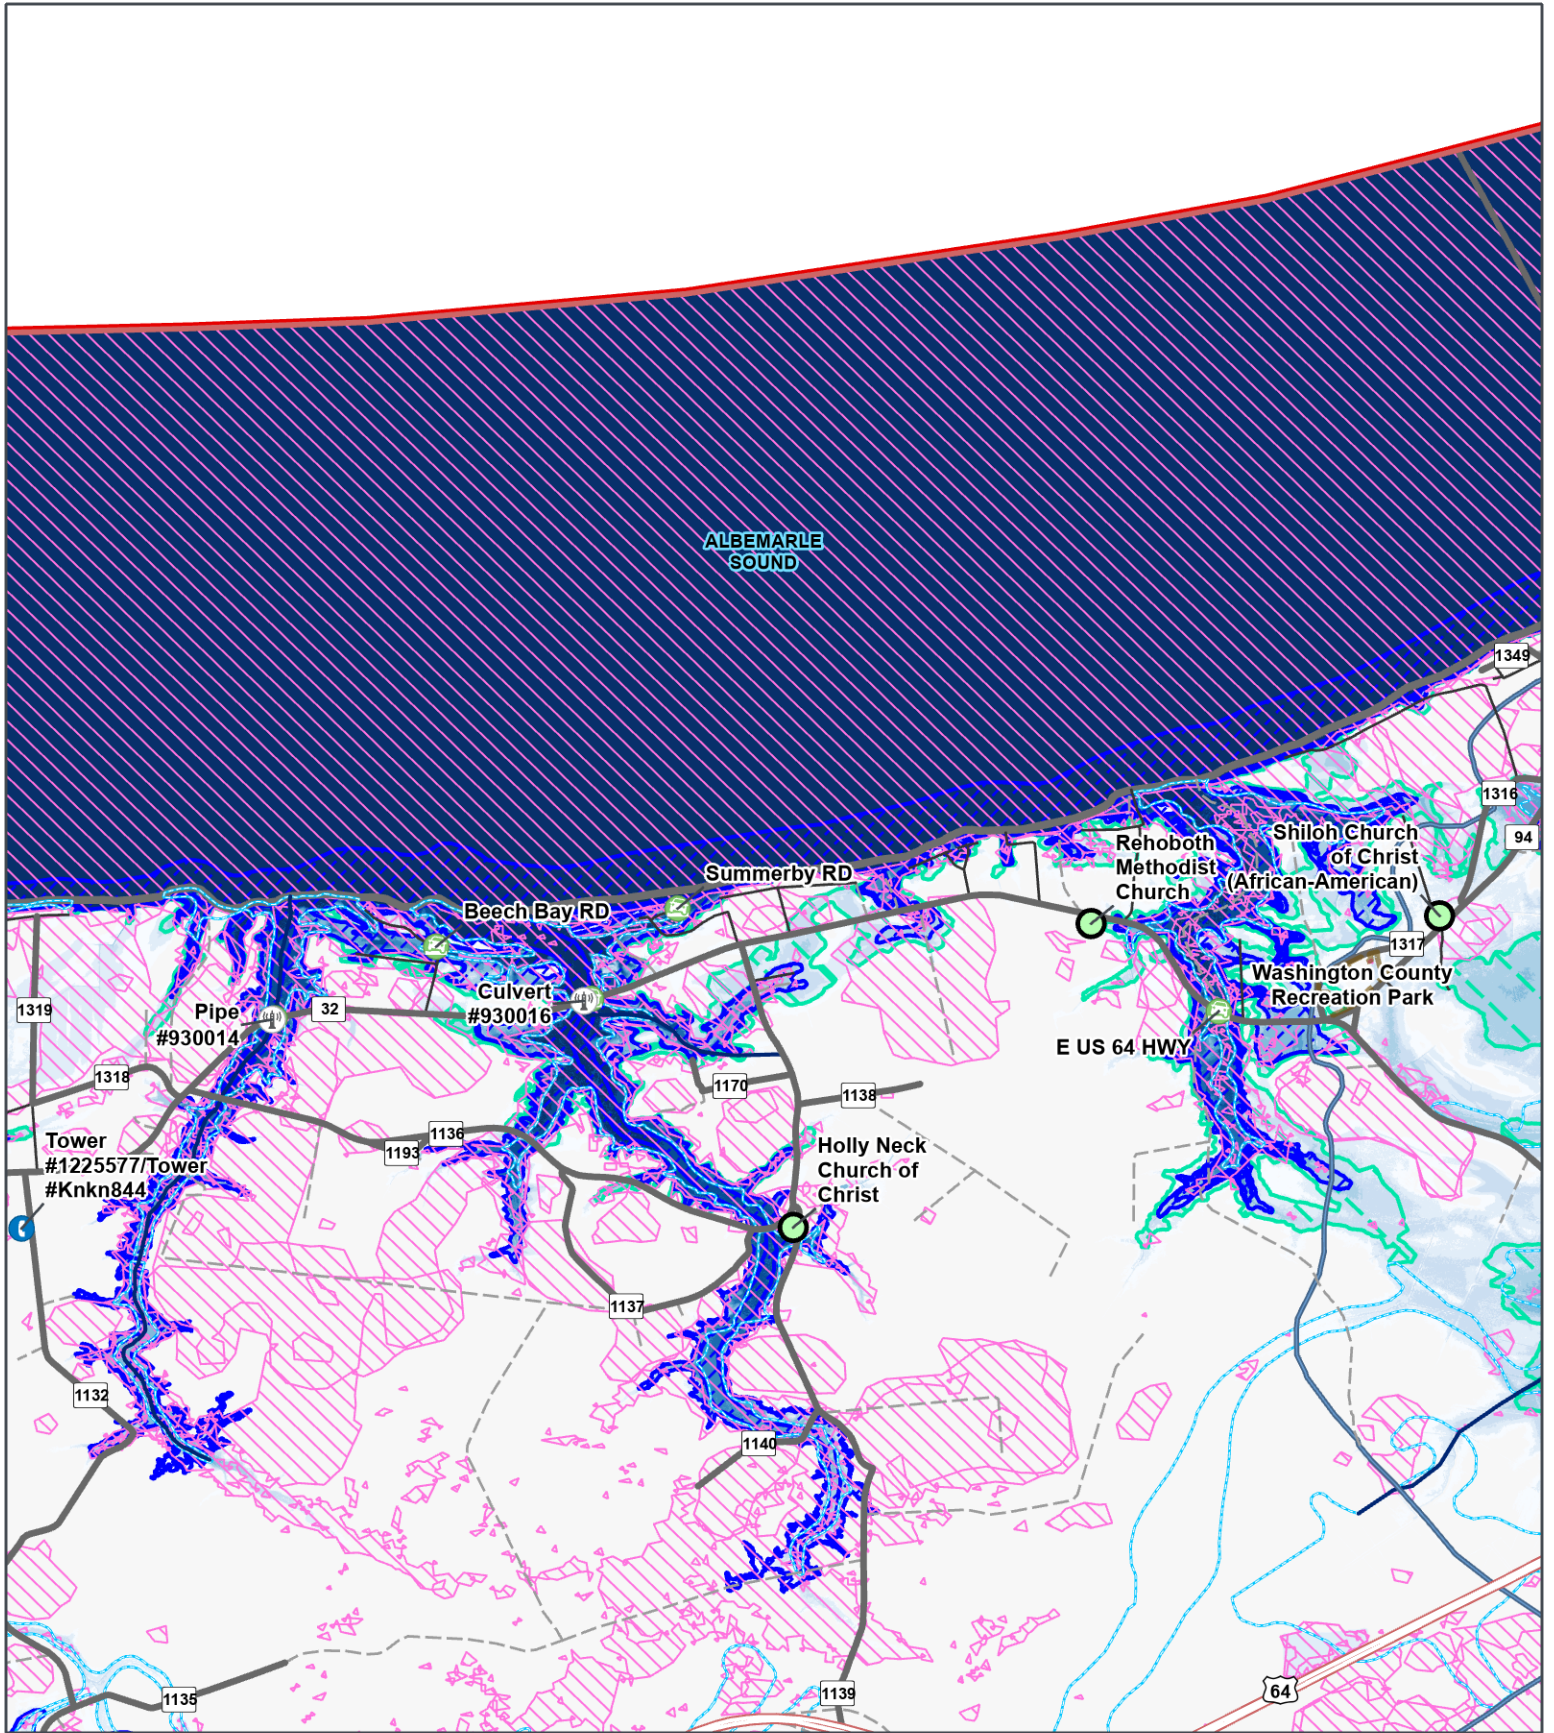 ALBEMARLE
SOUND
1349
1316
94
Shiloh Church
of Christ
(African-American)
Rehoboth
Methodist
Church
Summerby RD
Beech Bay RD
1317
Washington County
Recreation Park
Culvert
#930016
Pipe
#930014
32
1319
E US 64 HWY
1318
1170
1138
1136
1193
Tower
#1225577/Tower
#Knkn844
Holly Neck
Church of
Christ
1137
1132
1140
64
1139
1135